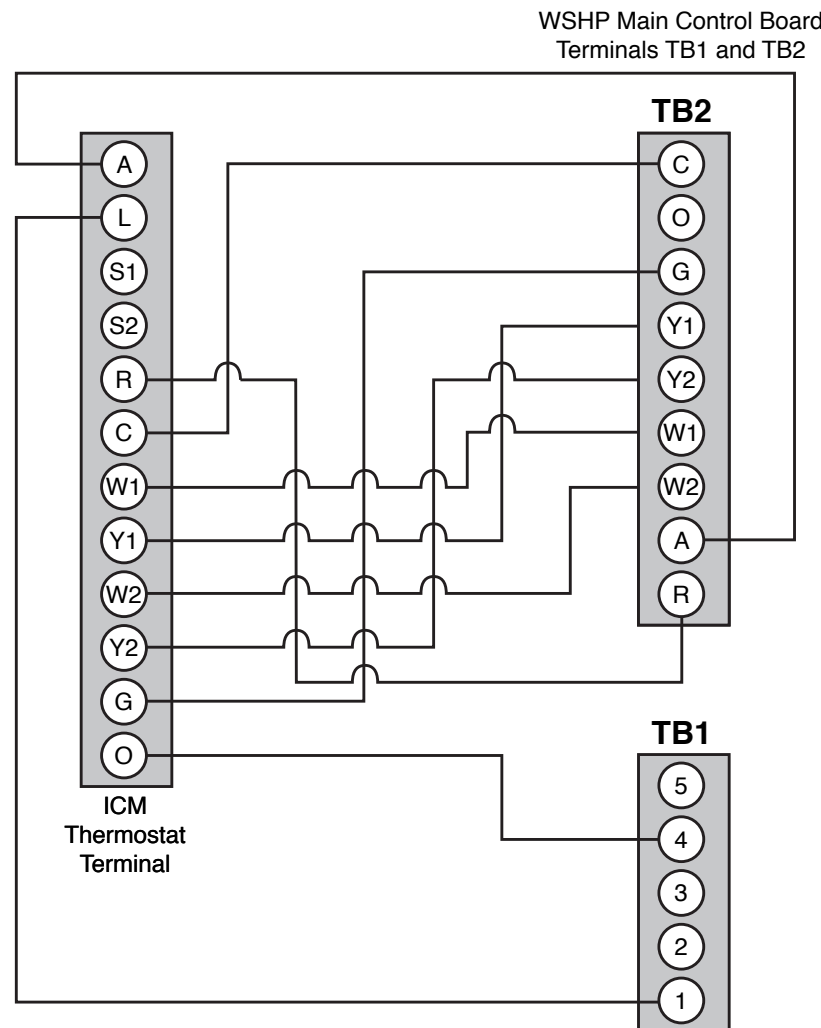 WSHP Main Control Board
Terminals TB1 and TB2
TB2
A
L
S1
S2
R
C
W1
Y1
W2
Y2
G
O
ICM
Thermostat
Terminal
C
O
G
Y1
Y2
W1
W2
A
R
TB1
5
4
3
2
1